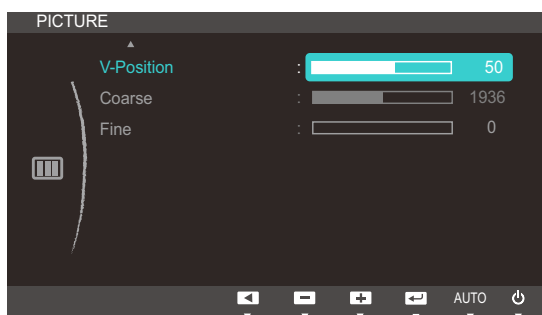 PICTURE
V-Position : 50
Coarse : 1936
Fine : 0
AUTO